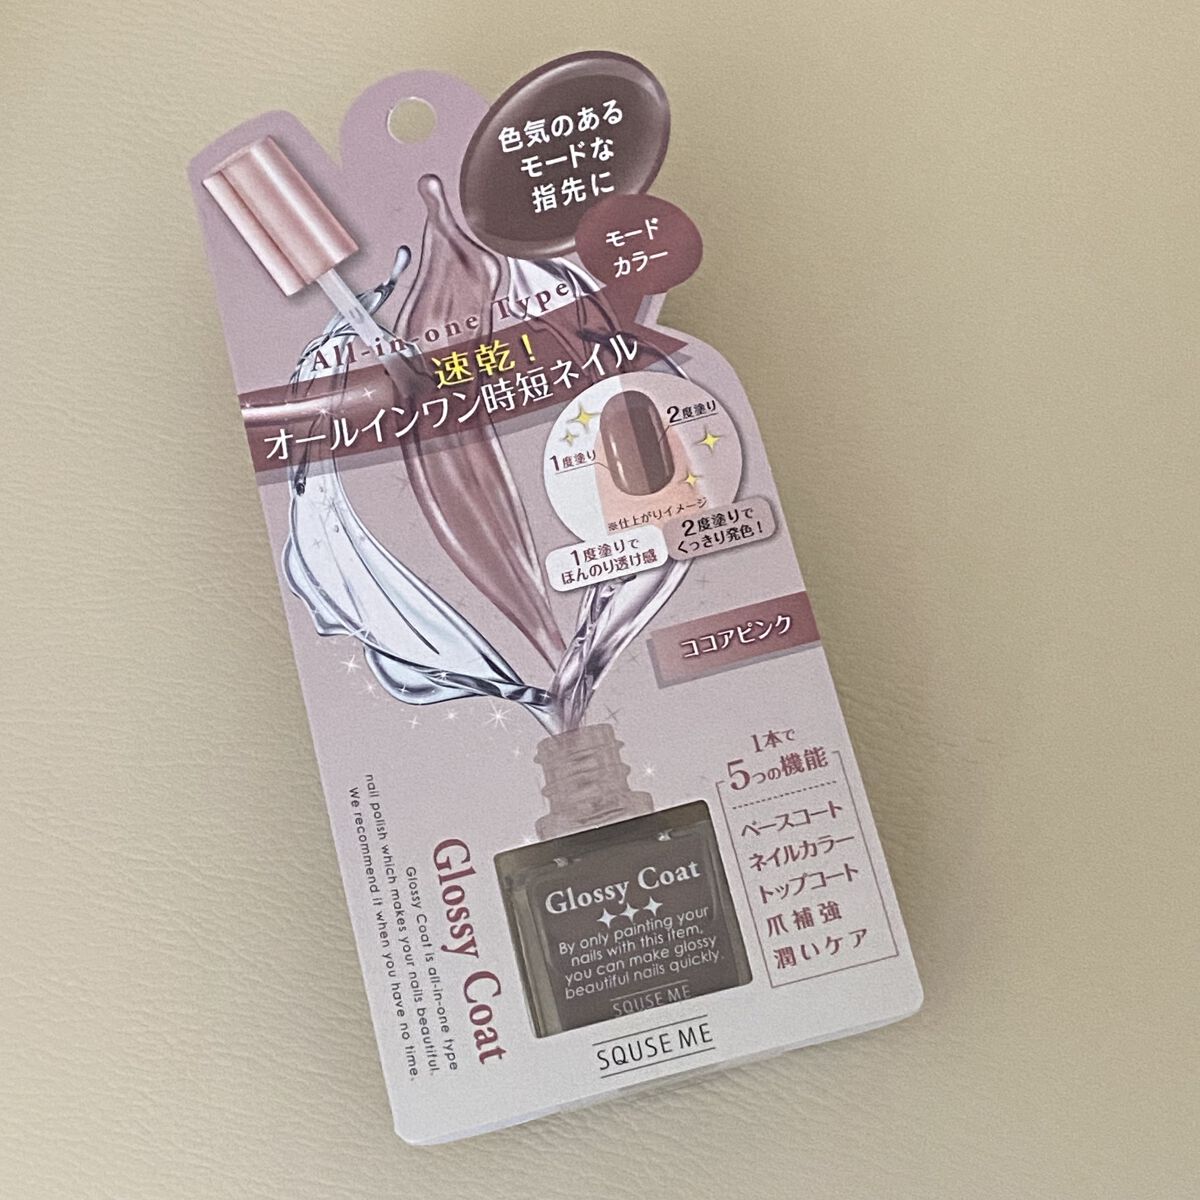 色気のある
モードな
指先に
モード
カラー
All-in-one Type
速乾！
オールインワン時短ネイル
1度塗り
2度塗り
※仕上がりイメージ
1度塗りで
ほんのり透け感
2度塗りで
くっきり発色！
ココアピンク
1本で
5つの機能
ベースコート
ネイルカラー
トップコート
爪補強
潤いケア
Glossy Coat
Glossy Coat is all-in-one type
nail polish which makes your nails beautiful.
We recommend it when you have no time.
Glossy Coat
By only painting your
nails with this item,
you can make glossy
beautiful nails quickly.
SQUSE ME
SQUSE ME